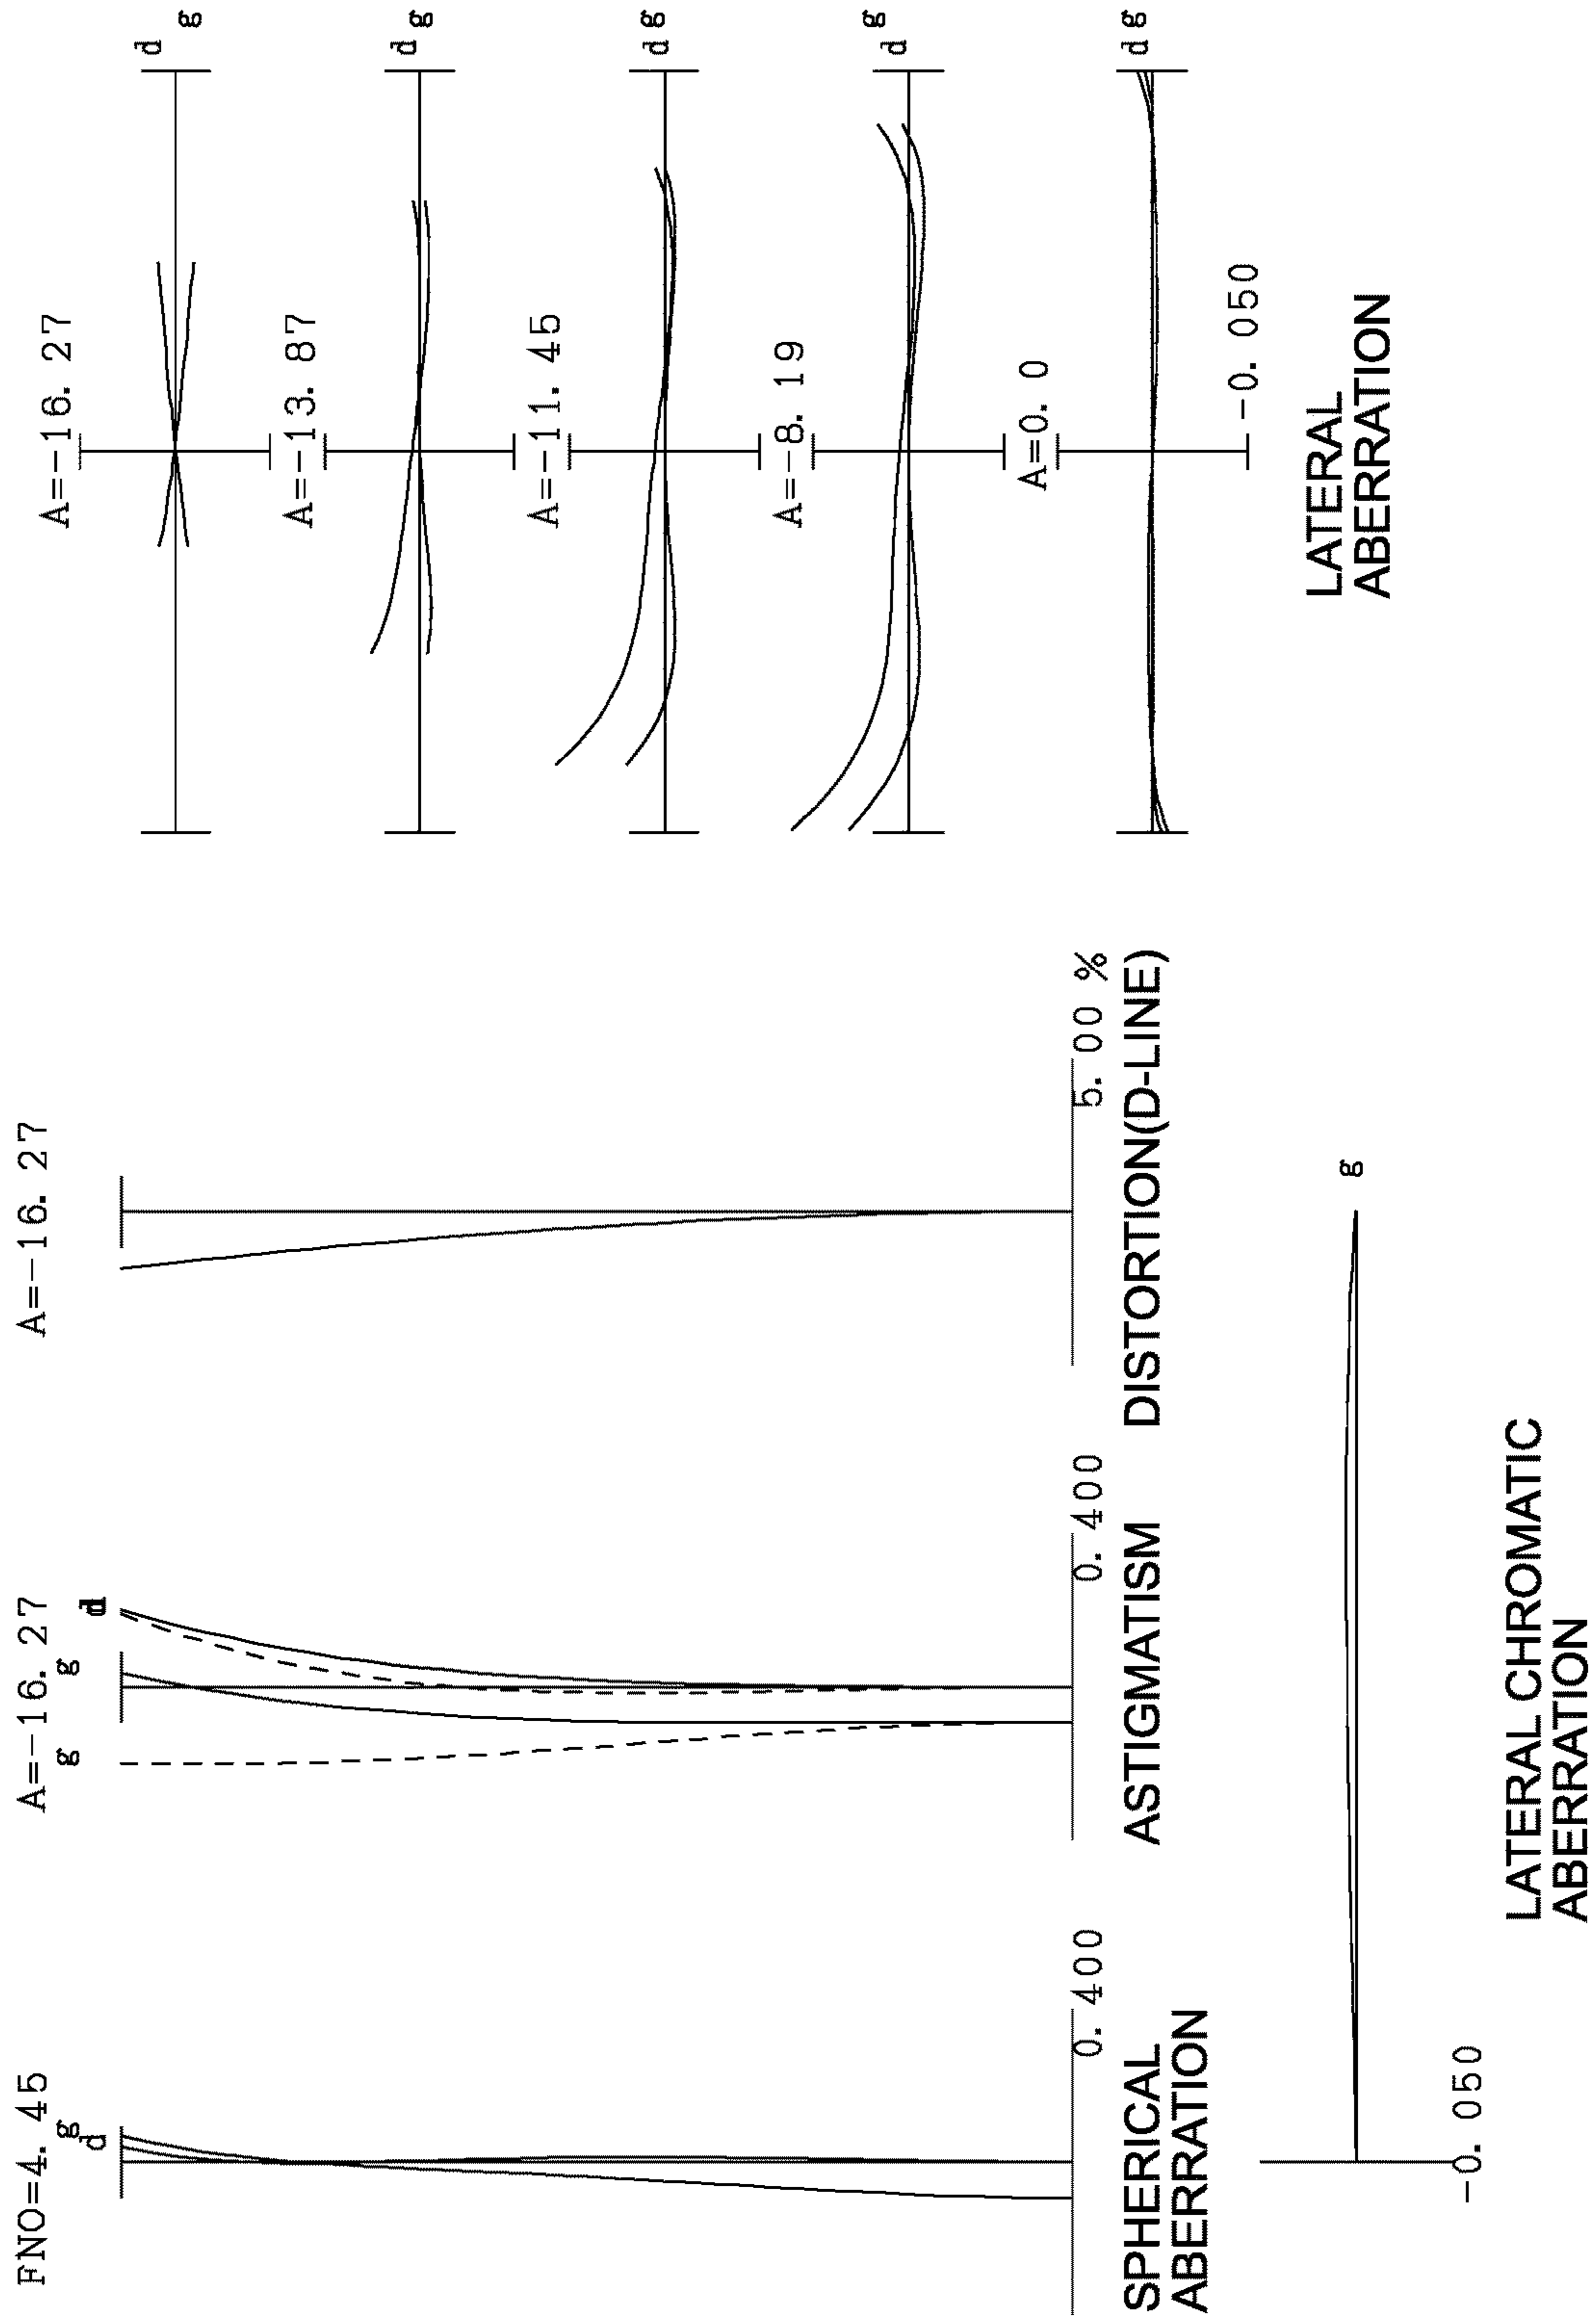 FNO=4. 45
g
d
0. 400
SPHERICAL
ABERRATION
A=-16. 27
g
g
d
0. 400
ASTIGMATISM
A=-16. 27
5. 00 %
DISTORTION(D-LINE)
g
-0. 050
LATERAL CHROMATIC
ABERRATION
A=-16. 27
d
g
A=-13. 87
d
g
A=-11. 45
d
g
A=-8. 19
d
g
A=0. 0
d
g
-0. 050
LATERAL
ABERRATION